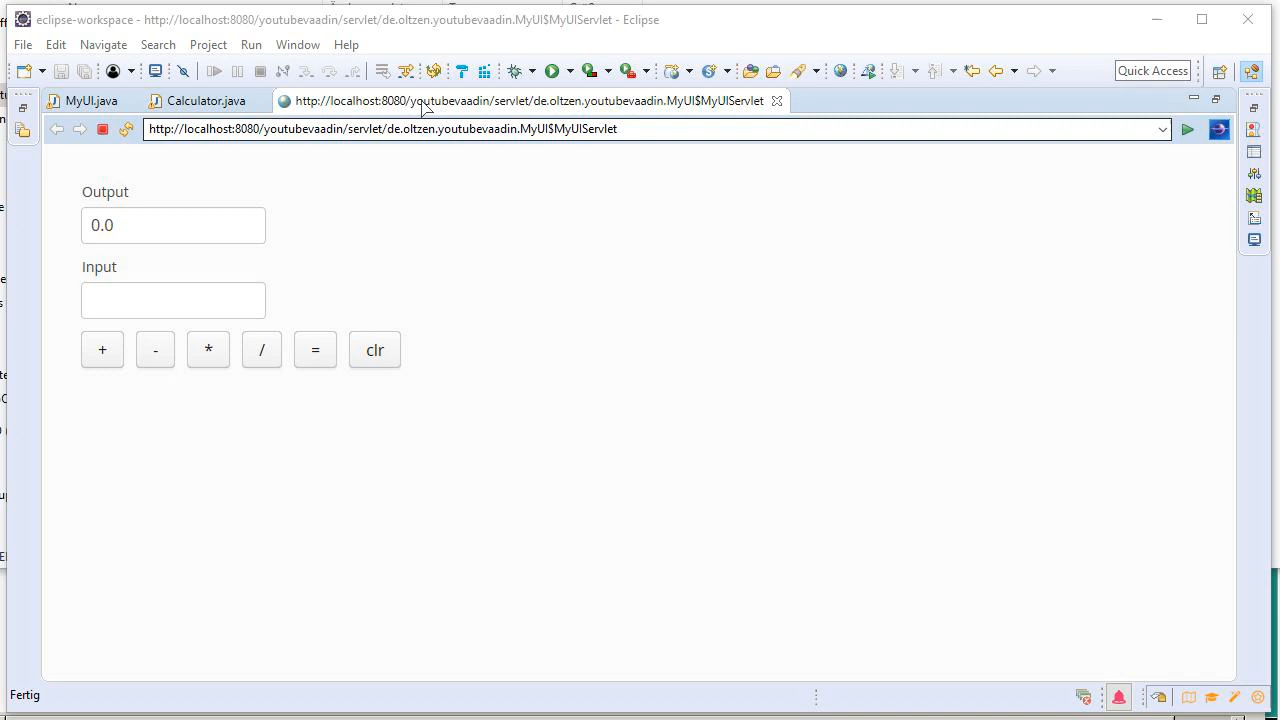 eclipse-workspace - http://localhost:8080/youtubevaadin/servlet/de.oltzen.youtubevaadin.MyUI$MyUIServlet - Eclipse
File Edit Navigate Search Project Run Window Help
Quick Access
MyUI.java Calculator.java http://localhost:8080/youtubevaadin/servlet/de.oltzen.youtubevaadin.MyUI$MyUIServlet
http://localhost:8080/youtubevaadin/servlet/de.oltzen.youtubevaadin.MyUI$MyUIServlet
Output
0.0
Input
+ - * / = clr
Fertig